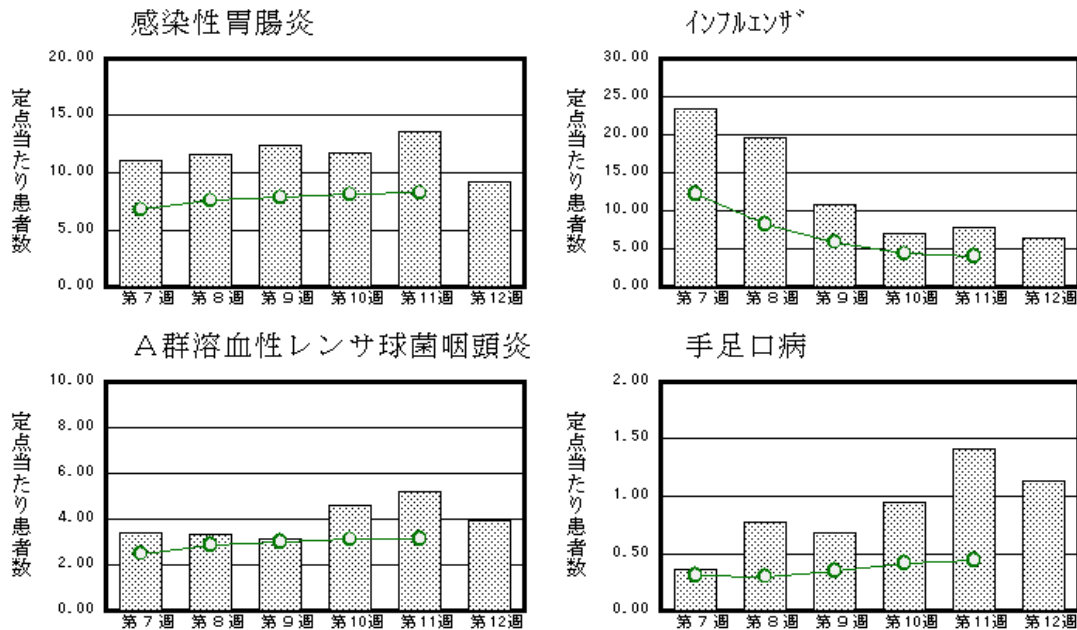 感染性胃腸炎
定点当たり患者数
20.00
15.00
10.00
5.00
0.00
第7週 第8週 第9週 第10週 第11週 第12週
ｲﾝﾌﾙｴﾝｻﾞ
定点当たり患者数
30.00
25.00
20.00
15.00
10.00
5.00
0.00
第7週 第8週 第9週 第10週 第11週 第12週
Ａ群溶血性レンサ球菌咽頭炎
定点当たり患者数
10.00
8.00
6.00
4.00
2.00
0.00
第7週 第8週 第9週 第10週 第11週 第12週
手足口病
定点当たり患者数
2.00
1.50
1.00
0.50
0.00
第7週 第8週 第9週 第10週 第11週 第12週